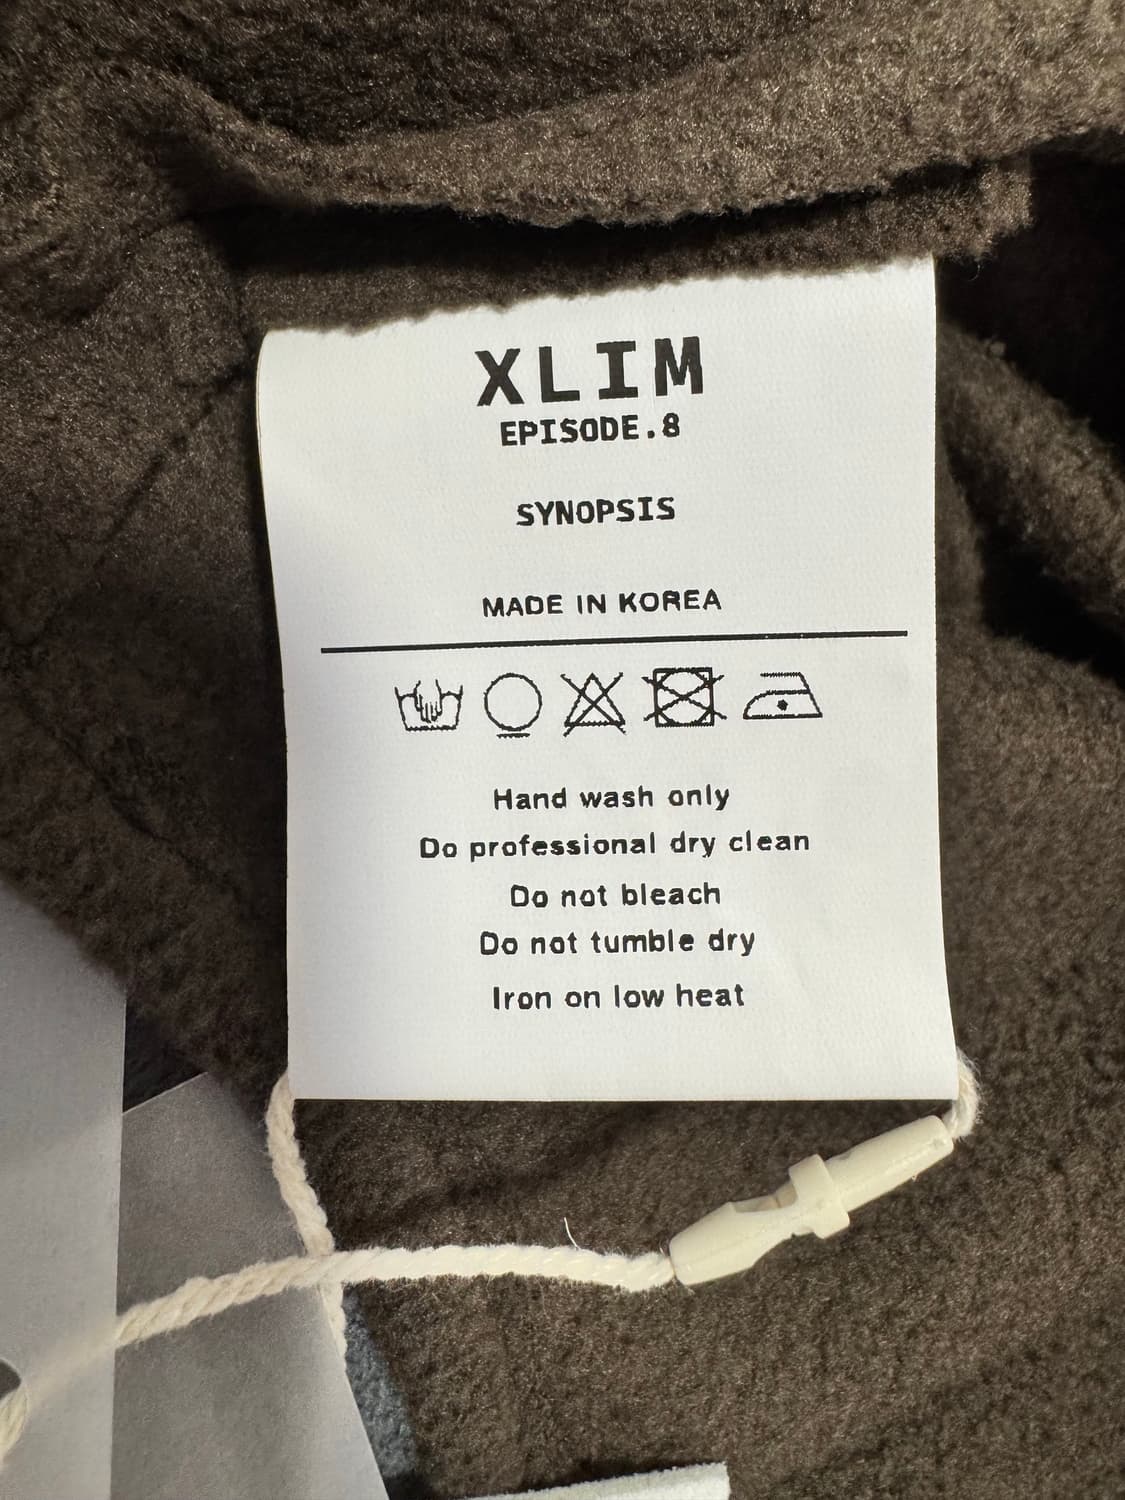 XLIM
EPISODE.8
SYNOPSIS
MADE IN KOREA
Hand wash only
Do professional dry clean
Do not bleach
Do not tumble dry
Iron on low heat